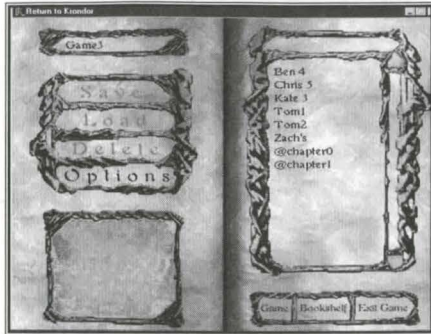 Return to Krondor
Game3
Save
Load
Delete
Options
Ben 4
Chris 5
Kate 3
Tom1
Tom2
Zach's
@chapter0
@chapter1
Game
Bookshelf
Exit Game